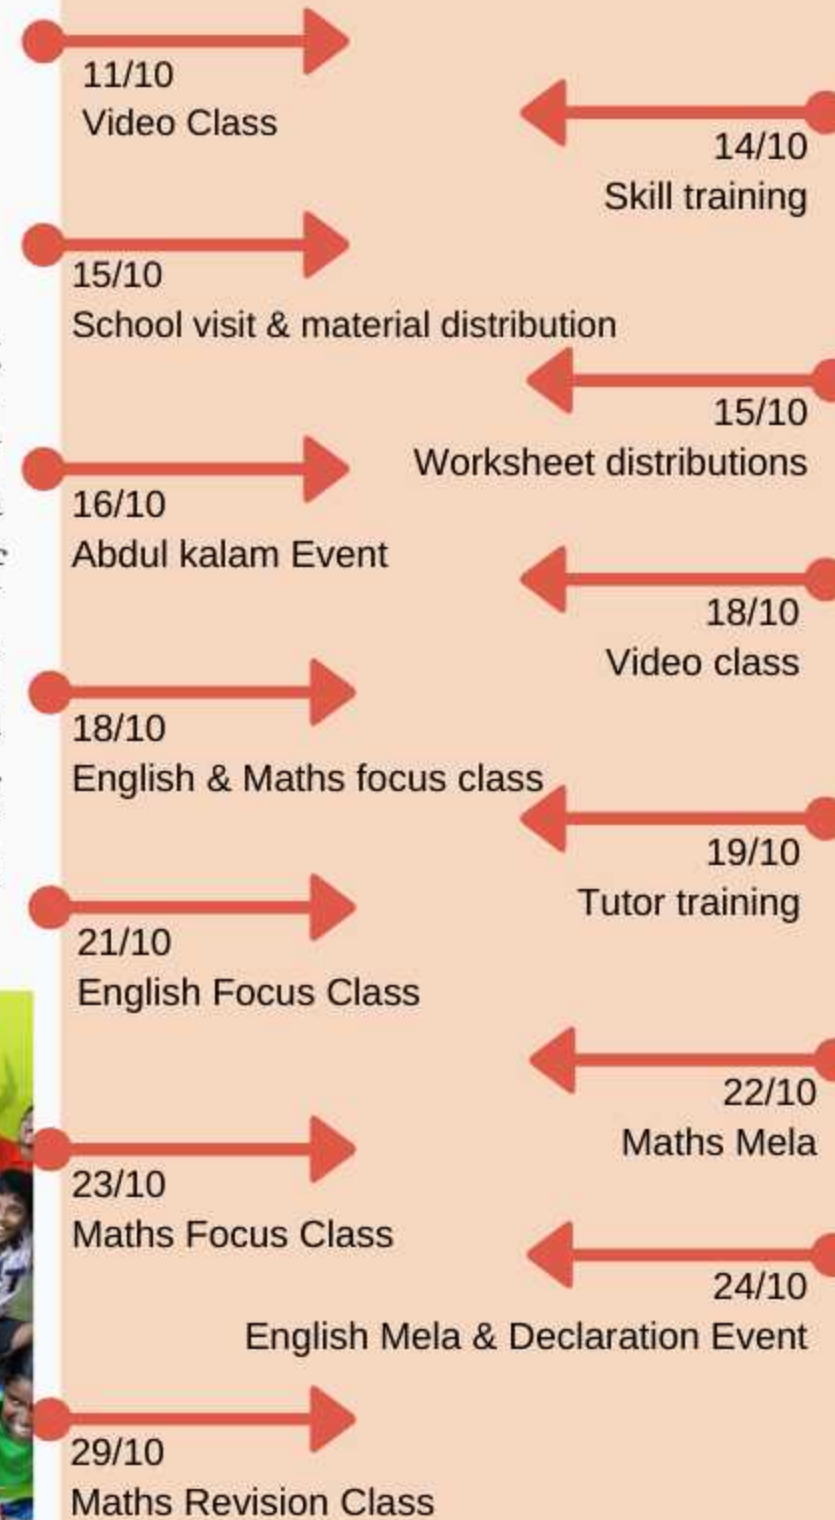 11/10
Video Class
14/10
Skill training
15/10
School visit & material distribution
15/10
Worksheet distributions
16/10
Abdul kalam Event
18/10
Video class
18/10
English & Maths focus class
19/10
Tutor training
21/10
English Focus Class
22/10
Maths Mela
23/10
Maths Focus Class
24/10
English Mela & Declaration Event
29/10
Maths Revision Class